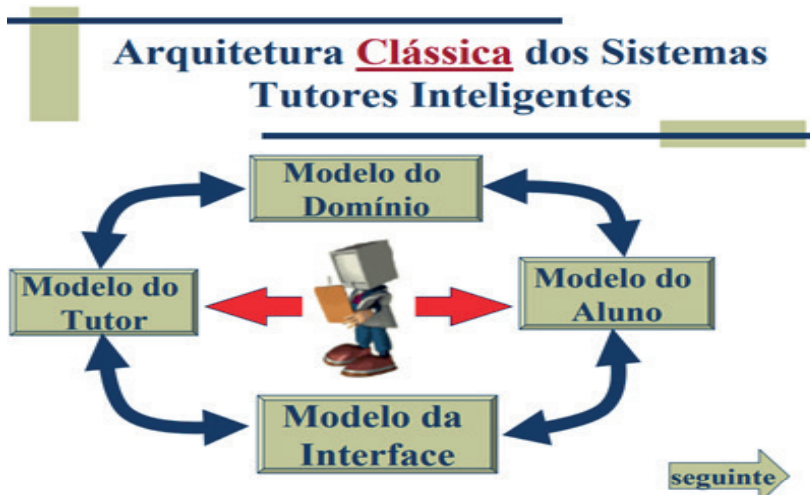 Arquitetura Clássica dos Sistemas
Tutores Inteligentes
Modelo do
Domínio
Modelo do
Tutor
Modelo do
Aluno
Modelo da
Interface
seguinte